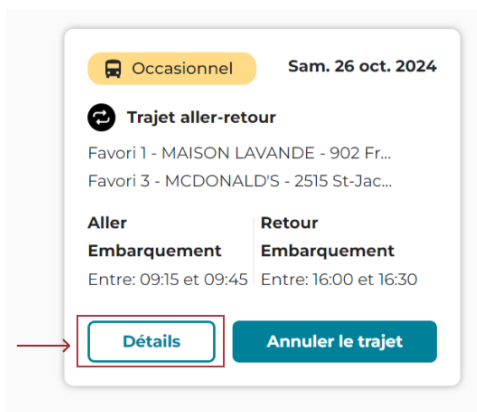 Occasionnel
Sam. 26 oct. 2024
Trajet aller-retour
Favori 1 - MAISON LAVANDE - 902 Fr...
Favori 3 - MCDONALD'S - 2515 St-Jac...
Aller
Embarquement
Entre: 09:15 et 09:45
Retour
Embarquement
Entre: 16:00 et 16:30
Détails
Annuler le trajet